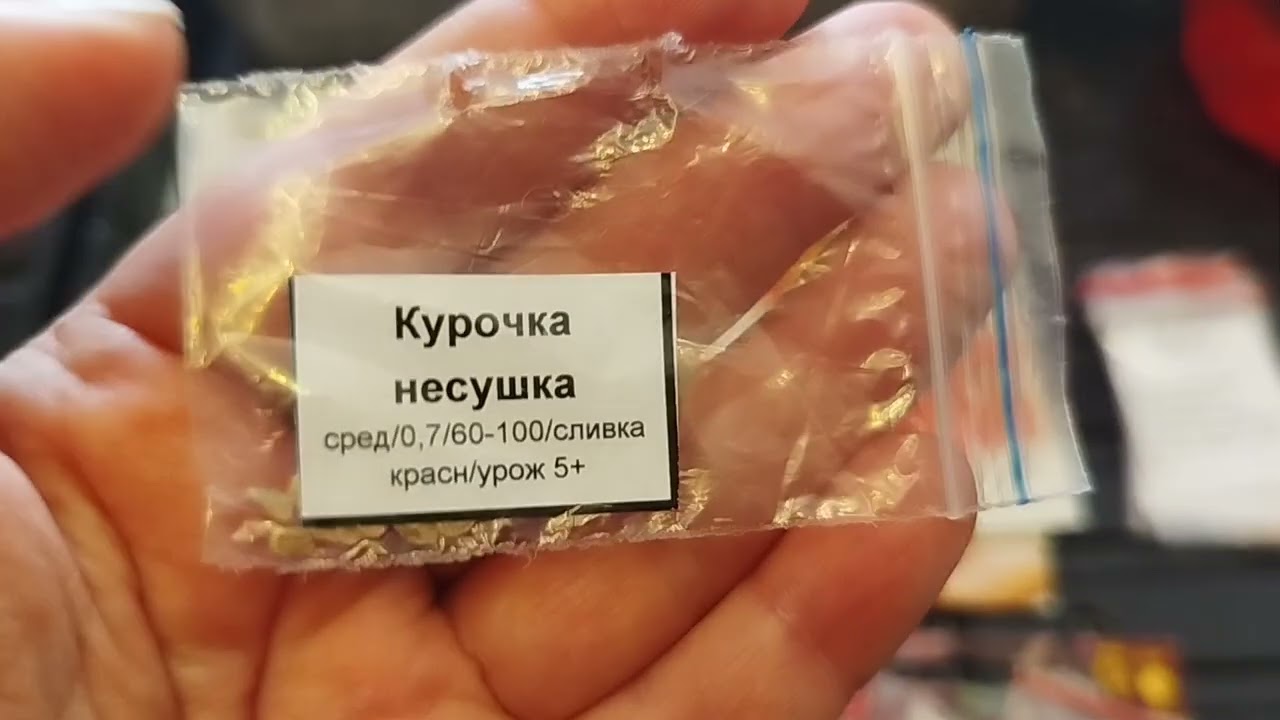 Курочка
несушка
сред/0,7/60-100/сливка
красн/урож 5+